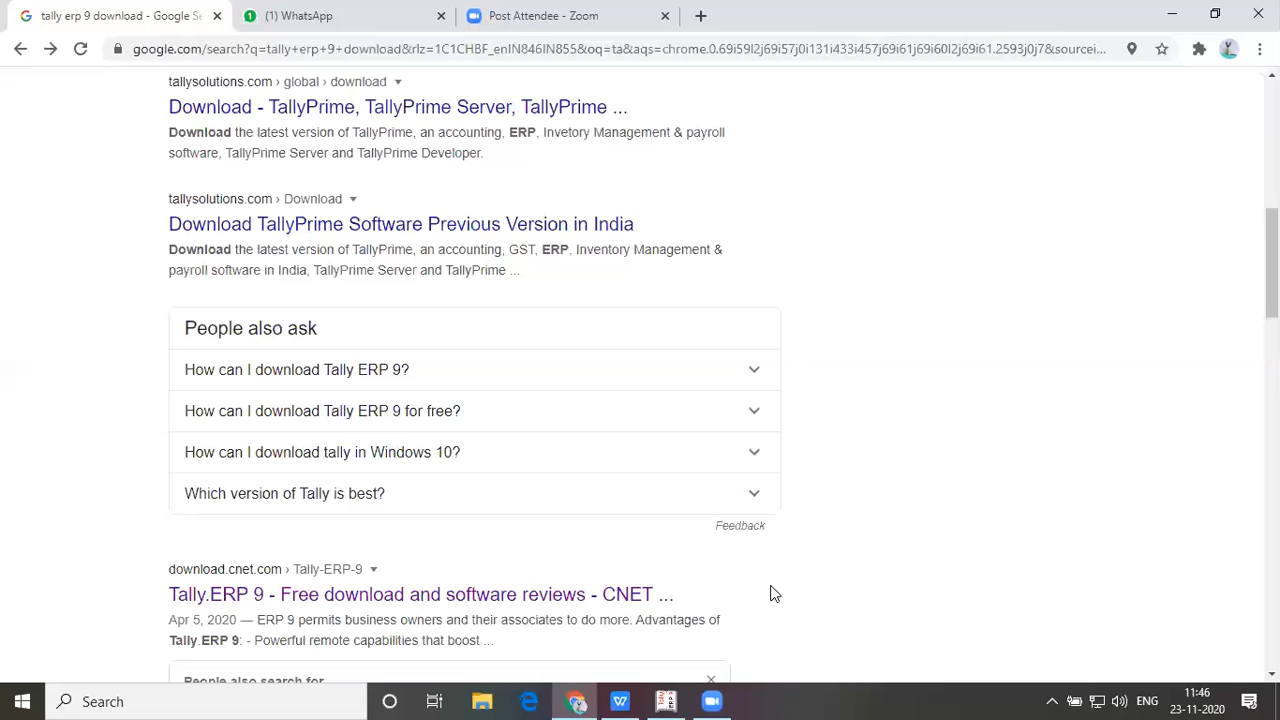 tally erp 9 download - Google Se
(1) WhatsApp
Post Attendee - Zoom
google.com/search?q=tally+erp+9+download&rlz=1C1CHBF_enIN846IN855&oq=ta&aqs=chrome.0.69i59l2j69i57j0i131i433i457j69i61j69i60l2j69i61.2593j0j7&sourcei...
tallysolutions.com › global › download
Download - TallyPrime, TallyPrime Server, TallyPrime ...
Download the latest version of TallyPrime, an accounting, ERP, Invetory Management & payroll
software, TallyPrime Server and TallyPrime Developer.
tallysolutions.com › Download
Download TallyPrime Software Previous Version in India
Download the latest version of TallyPrime, an accounting, GST, ERP, Inventory Management &
payroll software in India, TallyPrime Server and TallyPrime ...
People also ask
How can I download Tally ERP 9?
How can I download Tally ERP 9 for free?
How can I download tally in Windows 10?
Which version of Tally is best?
Feedback
download.cnet.com › Tally-ERP-9
Tally.ERP 9 - Free download and software reviews - CNET ...
Apr 5, 2020 — ERP 9 permits business owners and their associates to do more. Advantages of
Tally.ERP 9: - Powerful remote capabilities that boost ...
People also search for
Search
ENG
11:46
23-11-2020